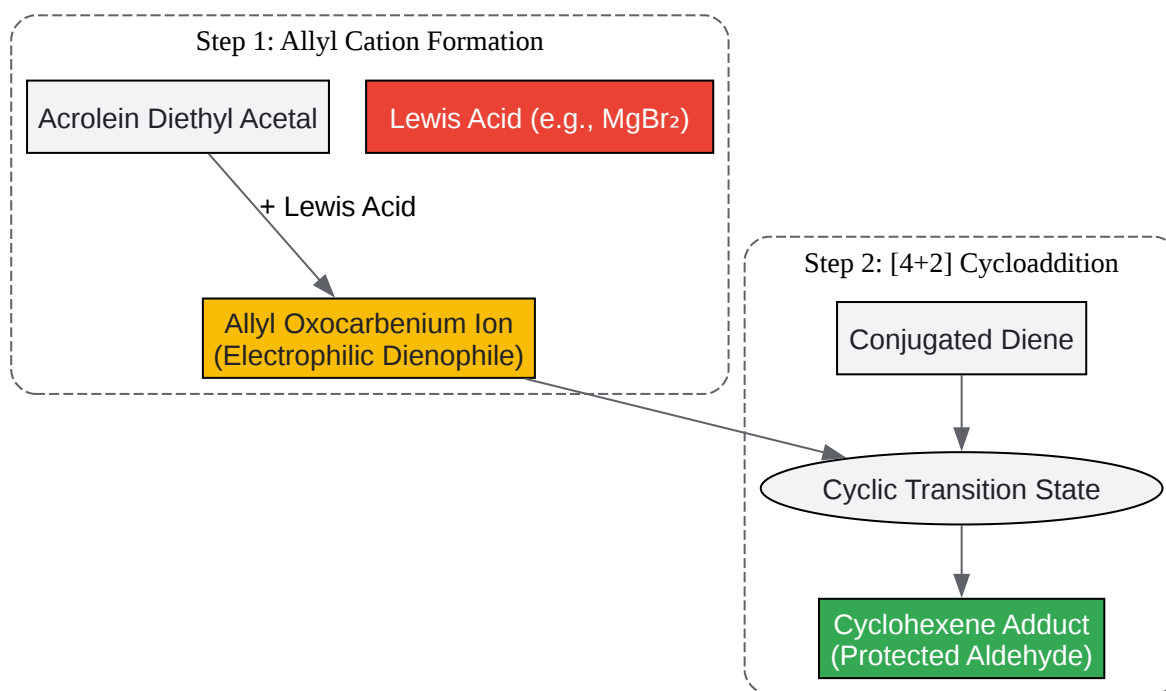 Step 1: Allyl Cation Formation
Acrolein Diethyl Acetal
Lewis Acid (e.g., MgBr₂)
+ Lewis Acid
Allyl Oxocarbenium Ion
(Electrophilic Dienophile)
Step 2: [4+2] Cycloaddition
Conjugated Diene
Cyclic Transition State
Cyclohexene Adduct
(Protected Aldehyde)